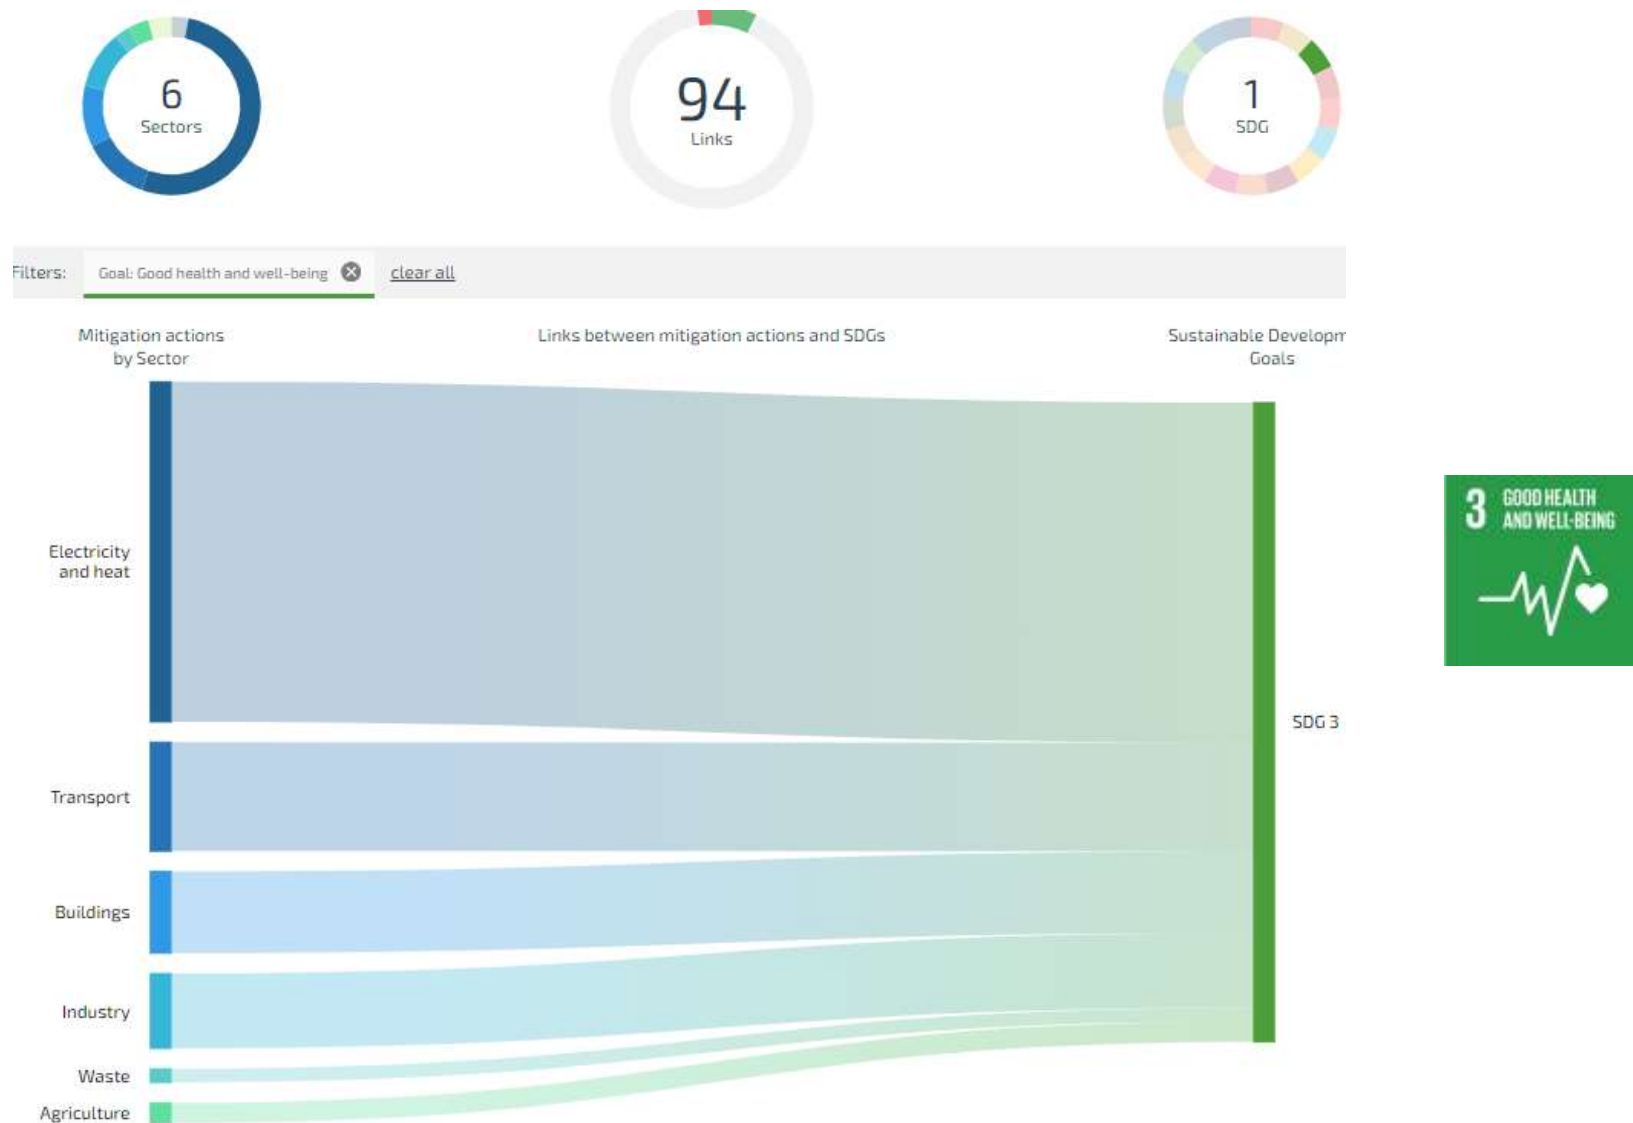 6
Sectors
94
Links
1
SDG
Filters:
Goal: Good health and well-being
clear all
Mitigation actions
by Sector
Links between mitigation actions and SDGs
Sustainable Developm
Goals
Electricity
and heat
Transport
Buildings
Industry
Waste
Agriculture
SDG 3
3 GOOD HEALTH
AND WELL-BEING